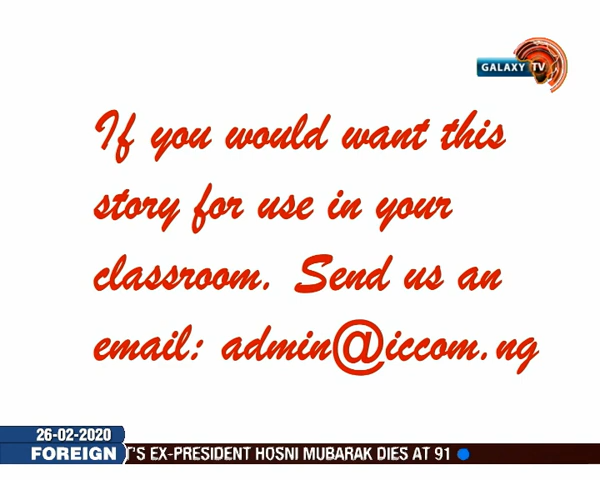 GALAXY TV
If you would want this
story for use in your
classroom. Send us an
email: admin@iccom.ng
26-02-2020
FOREIGN
T'S EX-PRESIDENT HOSNI MUBARAK DIES AT 91